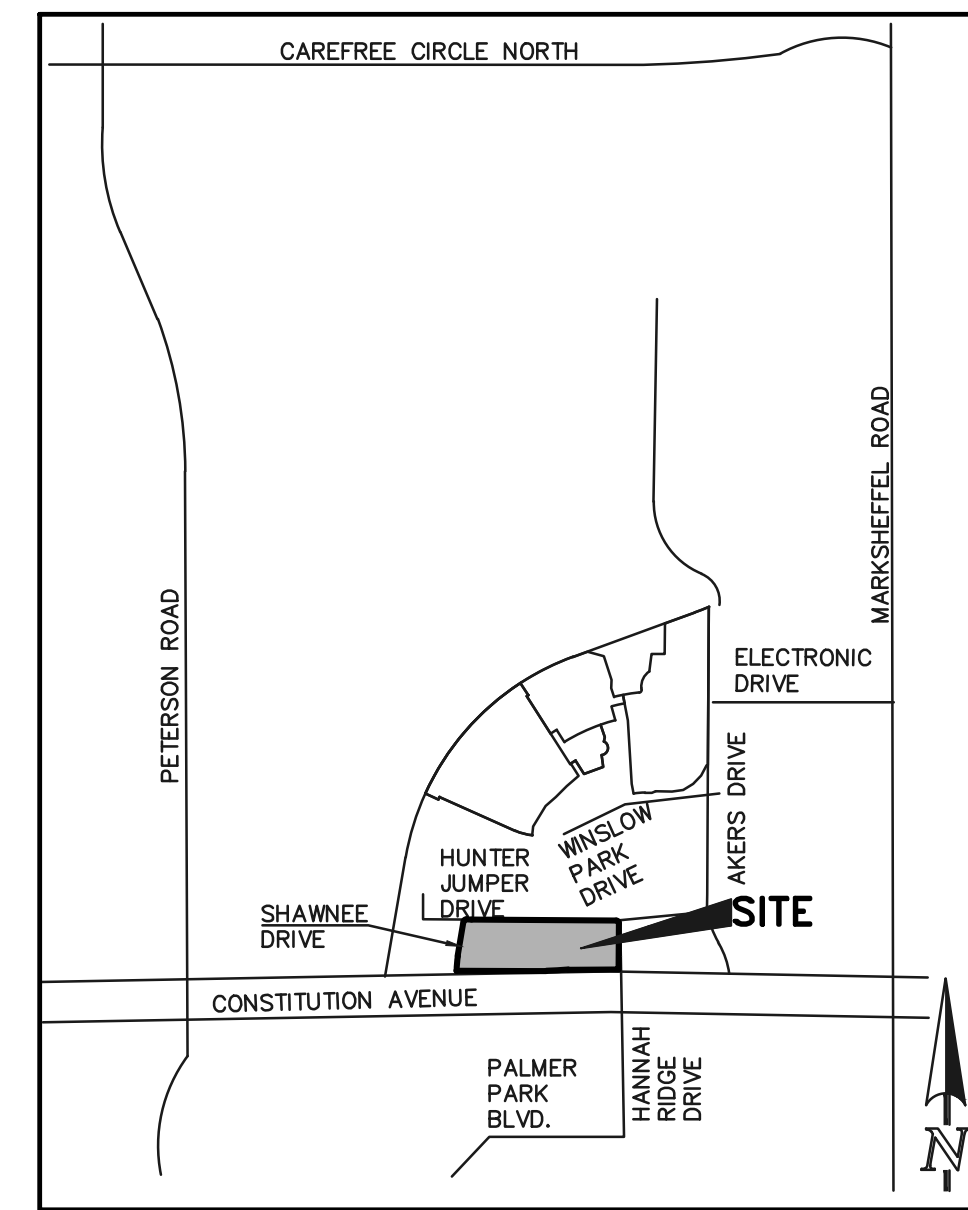 CAREFREE CIRCLE NORTH
MARKSHEFFEL ROAD
PETERSON ROAD
ELECTRONIC
DRIVE
AKERS DRIVE
WINSLOW
PARK
DRIVE
HUNTER
JUMPER
DRIVE
SHAWNEE
DRIVE
SITE
CONSTITUTION AVENUE
HANNAH
RIDGE
DRIVE
PALMER
PARK
BLVD.
N